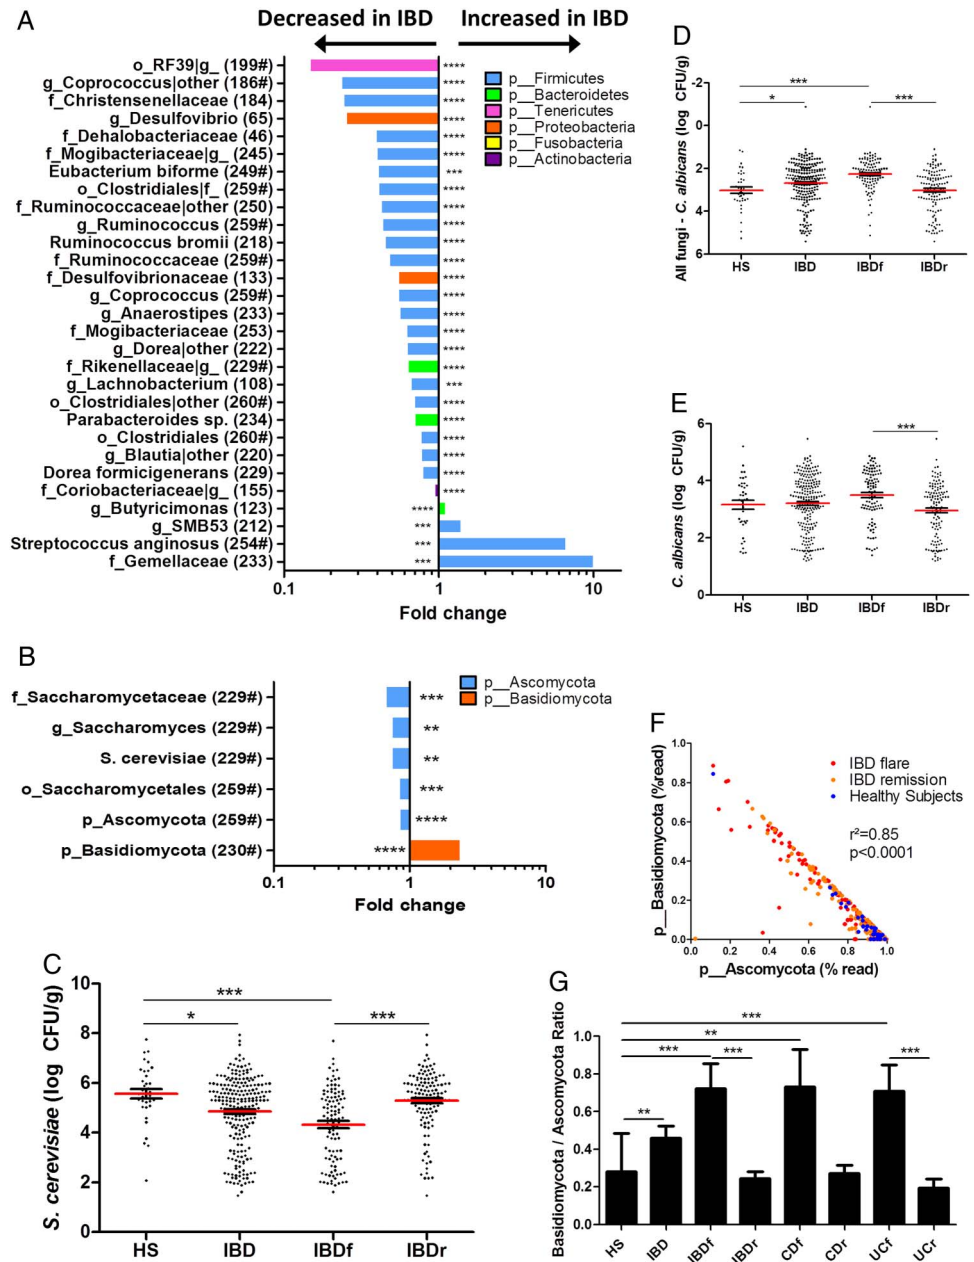 A
Decreased in IBD
Increased in IBD
o_RF39|g_ (199#) ****
g_Coprococcus|other (186#) ****
f_Christensenellaceae (184) ****
g_Desulfovibrio (65) ****
f_Dehalobacteriaceae (46) ****
f_Mogibacteriaceae|g_ (245) ****
Eubacterium biforme (249#) ***
o_Clostridiales|f_ (259#) ****
f_Ruminococcaceae|other (250) ****
g_Ruminococcus (259#) ****
Ruminococcus bromii (218) ****
f_Ruminococcaceae (259#) ****
f_Desulfovibrionaceae (133) ****
g_Coprococcus (259#) ****
g_Anaerostipes (233) ****
f_Mogibacteriaceae (253) ****
g_Dorea|other (222) ****
f_Rikenellaceae|g_ (229#) ****
g_Lachnobacterium (108) ***
o_Clostridiales|other (260#) ****
Parabacteroides sp. (234) ****
o_Clostridiales (260#) ****
g_Blautia|other (220) ****
Dorea formicigenerans (229) ****
f_Coriobacteriaceae|g_ (155) ****
g_Butyricimonas (123) ****
g_SMB53 (212) ***
Streptococcus anginosus (254#) ***
f_Gemellaceae (233) ***
0.1 1 10
Fold change
p__Firmicutes
p__Bacteroidetes
p__Tenericutes
p__Proteobacteria
p__Fusobacteria
p__Actinobacteria
B
f_Saccharomycetaceae (229#) ***
g_Saccharomyces (229#) **
S. cerevisiae (229#) **
o_Saccharomycetales (259#) ***
p_Ascomycota (269#) ****
p_Basidiomycota (230#) ****
0.1 1 10
Fold change
p__Ascomycota
p__Basidiomycota
C
S. cerevisiae (log CFU/g)
10
8
6
4
2
0
***
* ***
HS IBD IBDf IBDr
D
All fungi - C. albicans (log CFU/g)
-2
0
2
4
6
***
* ***
HS IBD IBDf IBDr
E
C. albicans (log CFU/g)
6
4
2
0
***
HS IBD IBDf IBDr
F
p__Basidiomycota (%read)
1.0
0.8
0.6
0.4
0.2
0.0
0.0 0.2 0.4 0.6 0.8 1.0
p__Ascomycota (% read)
IBD flare
IBD remission
Healthy Subjects
r²=0.85
p<0.0001
G
Basidiomycota / Ascomycota Ratio
1.0
0.8
0.6
0.4
0.2
0.0
***
**
*** *** ***
**
HS IBD IBDf IBDr CDf CDr UCf UCr